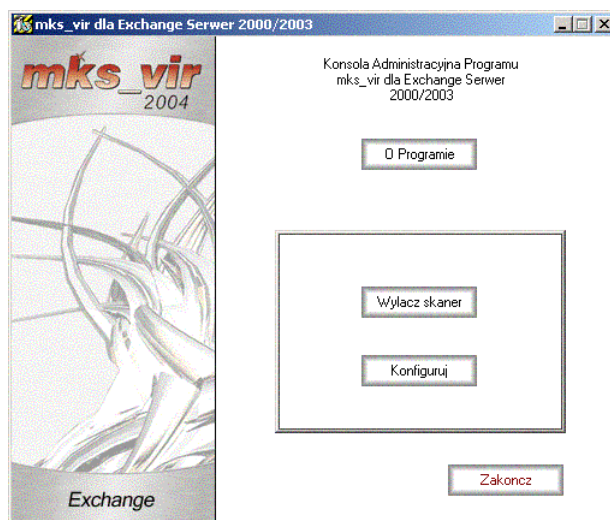 mks_vir dla Exchange Serwer 2000/2003
mks_vir
2004
Konsola Administracyjna Programu
mks_vir dla Exchange Serwer
2000/2003
O Programie
Wylacz skaner
Konfiguruj
Zakoncz
Exchange